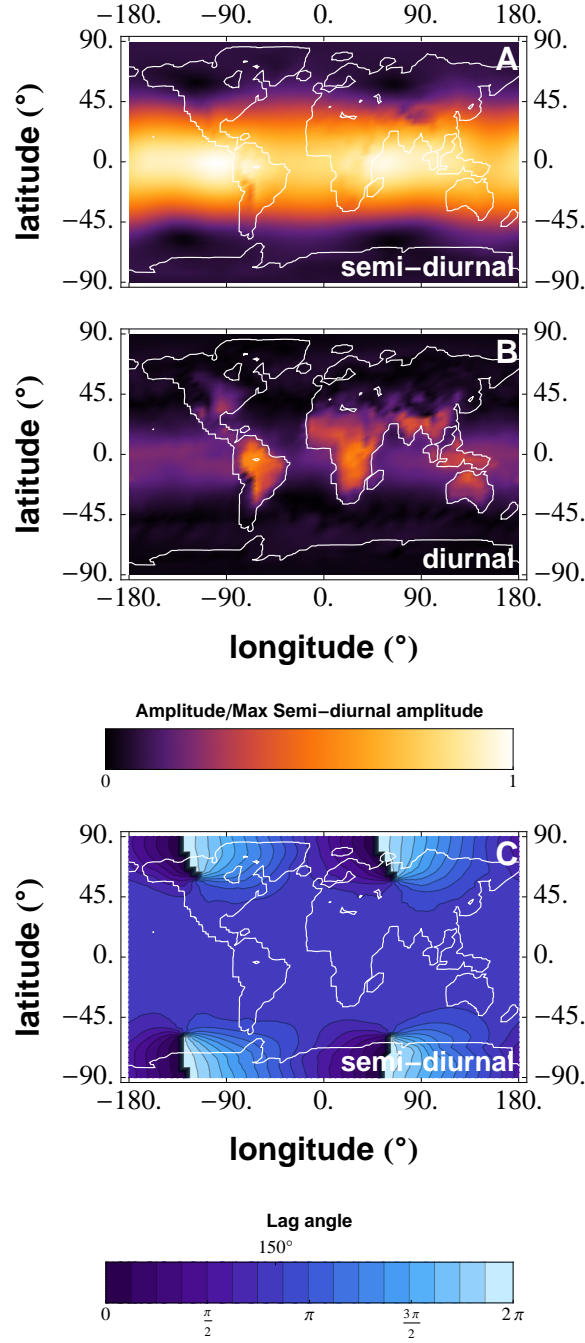 −180. −90. 0. 90. 180.
A
90. 90.
45. 45.
0. 0.
−45. −45.
−90. −90.
latitude (°)
semi−diurnal
B
90. 90.
45. 45.
0. 0.
−45. −45.
−90. −90.
latitude (°)
diurnal
−180. −90. 0. 90. 180.
longitude (°)
Amplitude/Max Semi−diurnal amplitude
0 1
C
90. 90.
45. 45.
0. 0.
−45. −45.
−90. −90.
latitude (°)
semi−diurnal
−180. −90. 0. 90. 180.
longitude (°)
Lag angle
150°
0 π/2 π 3π/2 2π